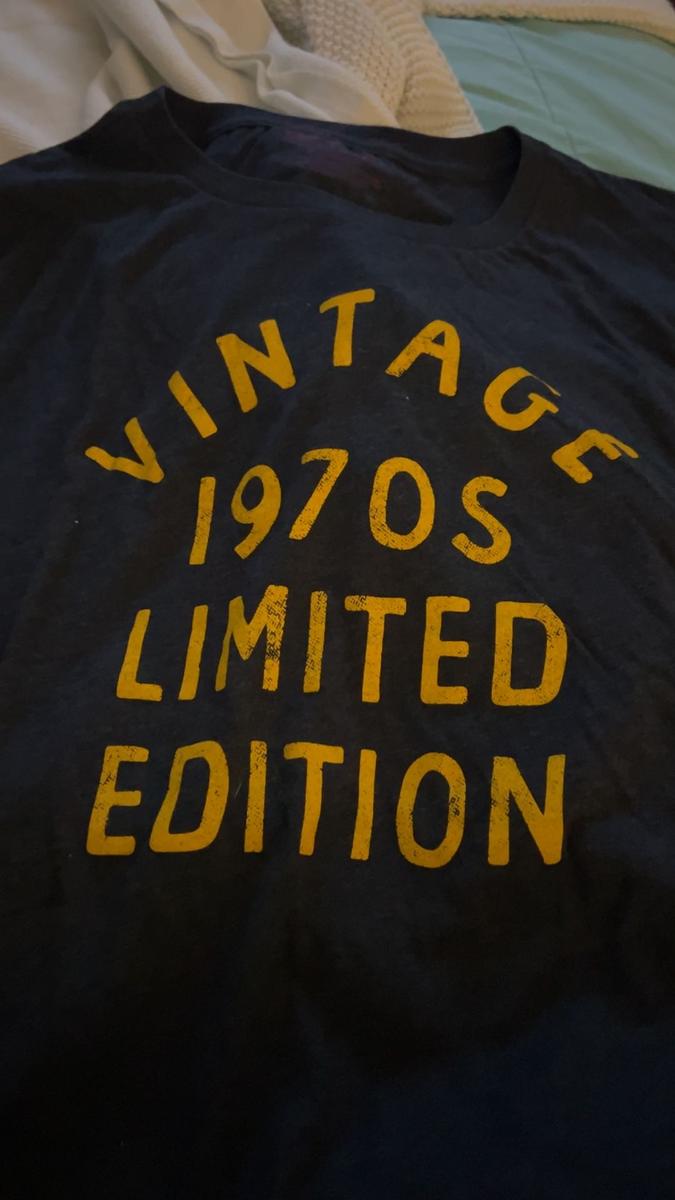 VINTAGE
1970S
LIMITED
EDITION